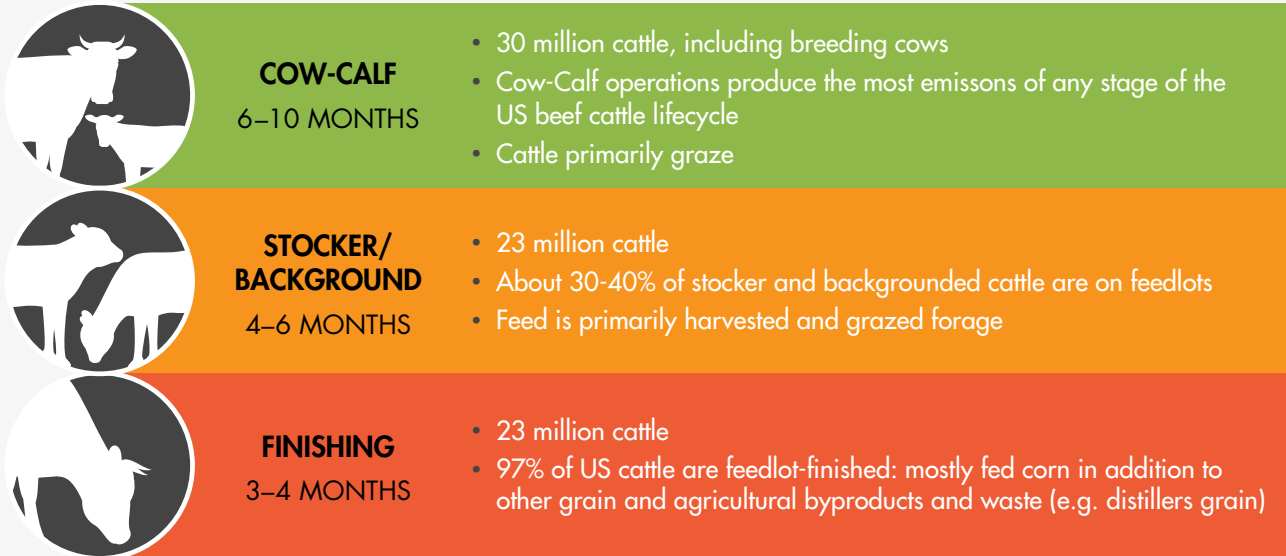 COW-CALF
6–10 MONTHS
• 30 million cattle, including breeding cows
• Cow-Calf operations produce the most emissons of any stage of the
US beef cattle lifecycle
• Cattle primarily graze
STOCKER/
BACKGROUND
4–6 MONTHS
• 23 million cattle
• About 30-40% of stocker and backgrounded cattle are on feedlots
• Feed is primarily harvested and grazed forage
FINISHING
3–4 MONTHS
• 23 million cattle
• 97% of US cattle are feedlot-finished: mostly fed corn in addition to
other grain and agricultural byproducts and waste (e.g. distillers grain)